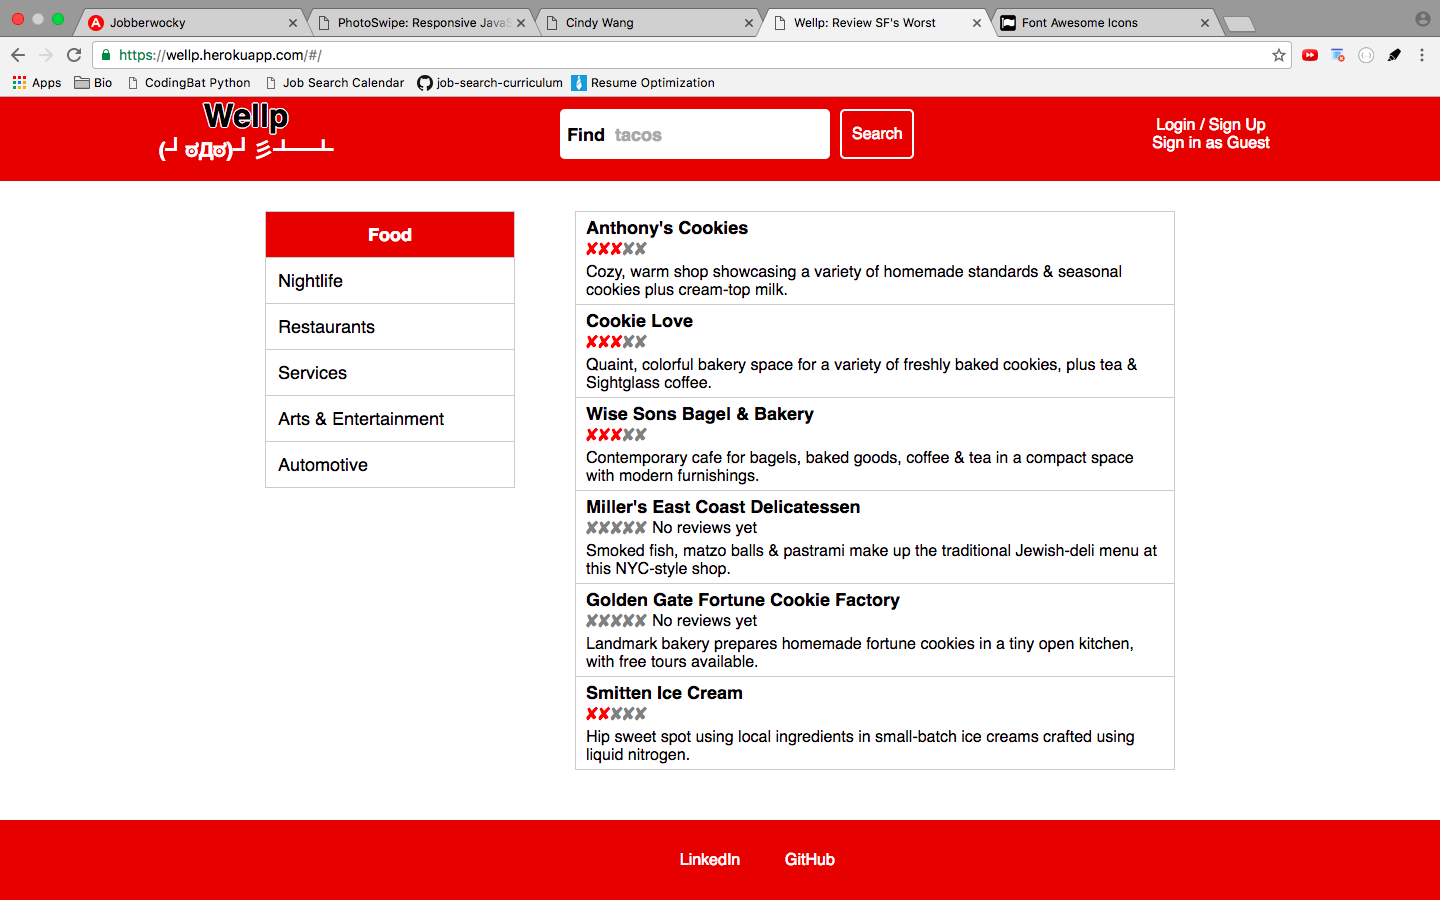 Jobberwocky
PhotoSwipe: Responsive JavaS
Cindy Wang
Wellp: Review SF's Worst
Font Awesome Icons
https://wellp.herokuapp.com/#/
Apps
Bio
CodingBat Python
Job Search Calendar
job-search-curriculum
Resume Optimization
Wellp
(┛ಠДಠ)┛彡┻━┻
Find tacos
Search
Login / Sign Up
Sign in as Guest
Food
Nightlife
Restaurants
Services
Arts & Entertainment
Automotive
Anthony's Cookies
✘✘✘✘✘
Cozy, warm shop showcasing a variety of homemade standards & seasonal
cookies plus cream-top milk.
Cookie Love
✘✘✘✘✘
Quaint, colorful bakery space for a variety of freshly baked cookies, plus tea &
Sightglass coffee.
Wise Sons Bagel & Bakery
✘✘✘✘✘
Contemporary cafe for bagels, baked goods, coffee & tea in a compact space
with modern furnishings.
Miller's East Coast Delicatessen
✘✘✘✘✘ No reviews yet
Smoked fish, matzo balls & pastrami make up the traditional Jewish-deli menu at
this NYC-style shop.
Golden Gate Fortune Cookie Factory
✘✘✘✘✘ No reviews yet
Landmark bakery prepares homemade fortune cookies in a tiny open kitchen,
with free tours available.
Smitten Ice Cream
✘✘✘✘✘
Hip sweet spot using local ingredients in small-batch ice creams crafted using
liquid nitrogen.
LinkedIn
GitHub